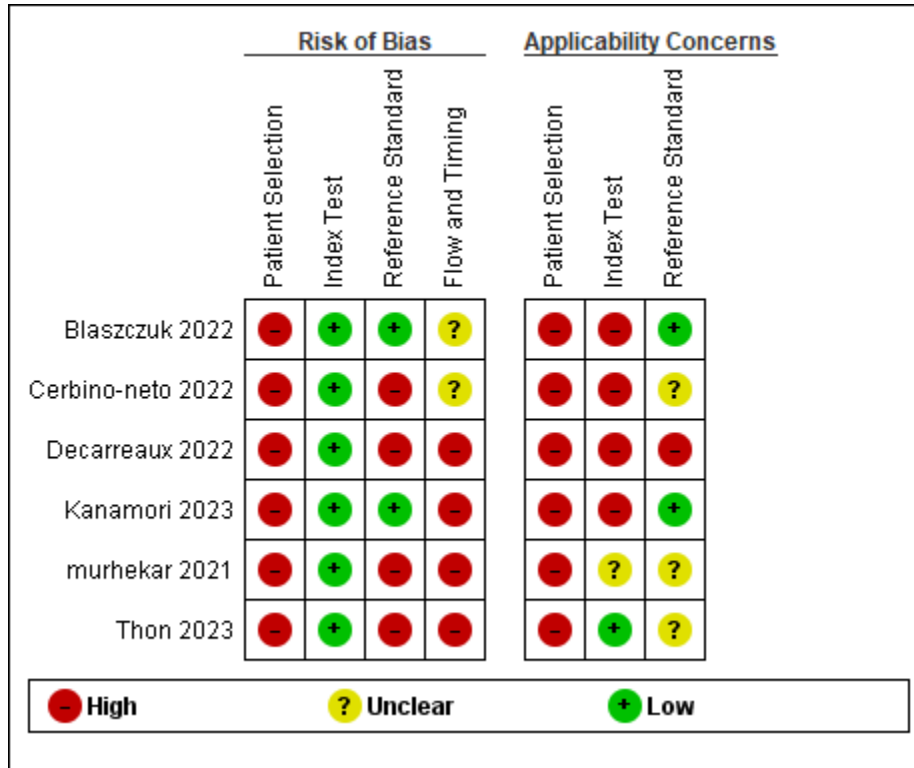 Risk of Bias
Applicability Concerns
Patient Selection
Index Test
Reference Standard
Flow and Timing
Patient Selection
Index Test
Reference Standard
Blaszczuk 2022 - + + ? - - +
Cerbino-neto 2022 - + - ? - - ?
Decarreaux 2022 - + - - - - -
Kanamori 2023 - + + - - - +
murhekar 2021 - + - - - ? ?
Thon 2023 - + - - - + ?
- High ? Unclear + Low